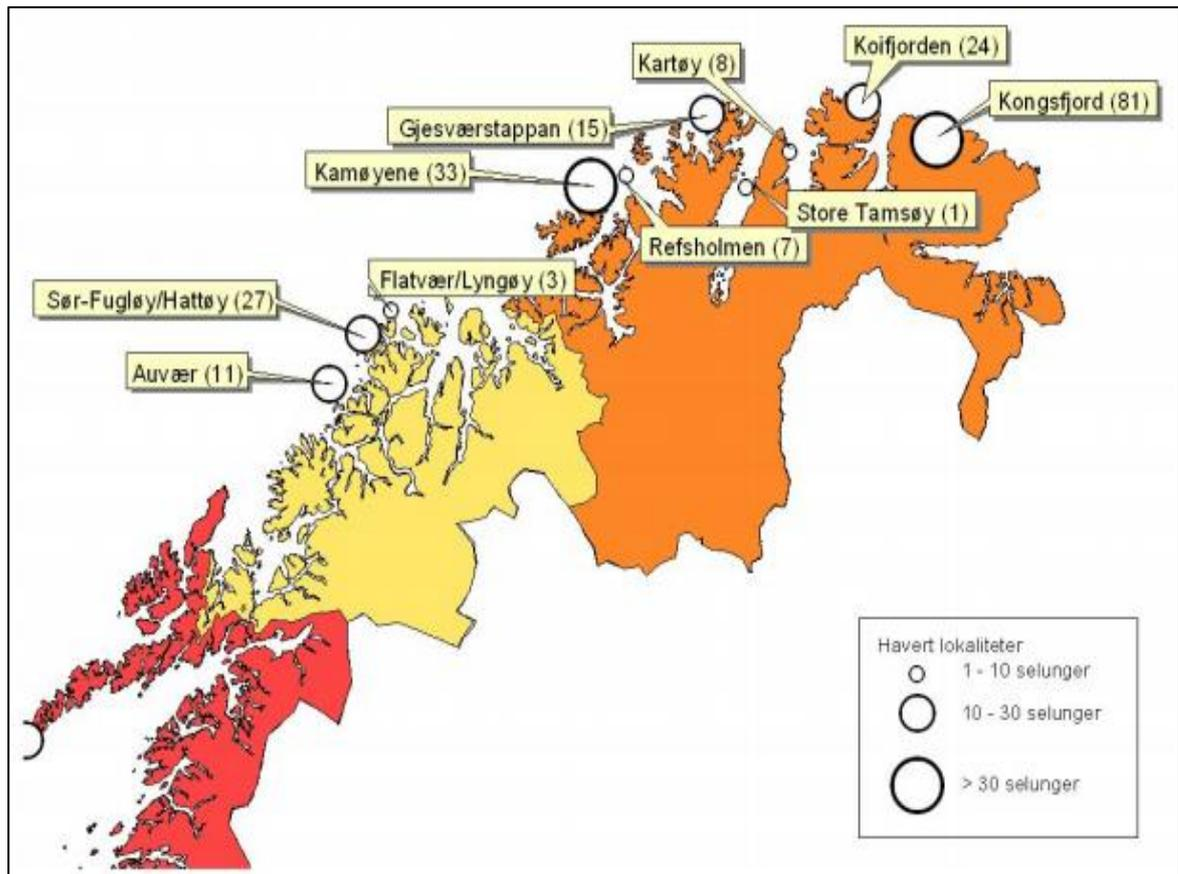 Koifjorden (24)
Kartøy (8)
Kongsfjord (81)
Gjesværstappan (15)
Kamøyene (33)
Store Tamsøy (1)
Refsholmen (7)
Flatvær/Lyngøy (3)
Sør-Fugløy/Hattøy (27)
Auvær (11)
Havert lokaliteter
1 - 10 selunger
10 - 30 selunger
> 30 selunger